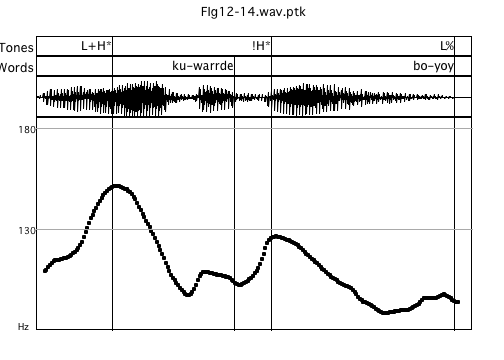 FIg12-14.wav.ptk
Tones L+H* !H* L%
Words ku-warrde bo-yoy
180
130
Hz